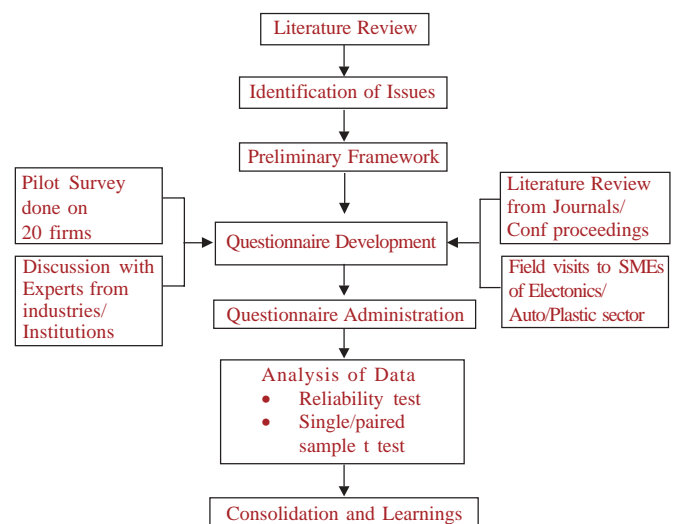 Literature Review
Identification of Issues
Preliminary Framework
Pilot Survey
done on
20 firms
Discussion with
Experts from
industries/
Institutions
Questionnaire Development
Literature Review
from Journals/
Conf proceedings
Field visits to SMEs
of Electonics/
Auto/Plastic sector
Questionnaire Administration
Analysis of Data
• Reliability test
• Single/paired
sample t test
Consolidation and Learnings